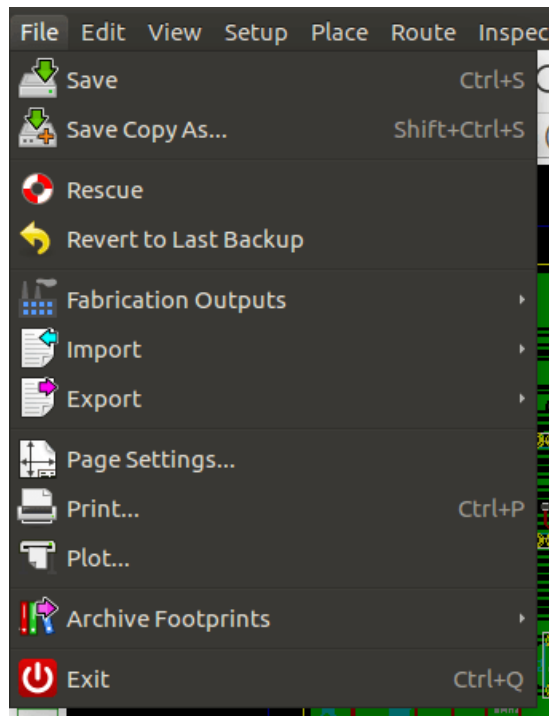 File Edit View Setup Place Route Inspec
Save Ctrl+S
Save Copy As... Shift+Ctrl+S
Rescue
Revert to Last Backup
Fabrication Outputs
Import
Export
Page Settings...
Print... Ctrl+P
Plot...
Archive Footprints
Exit Ctrl+Q